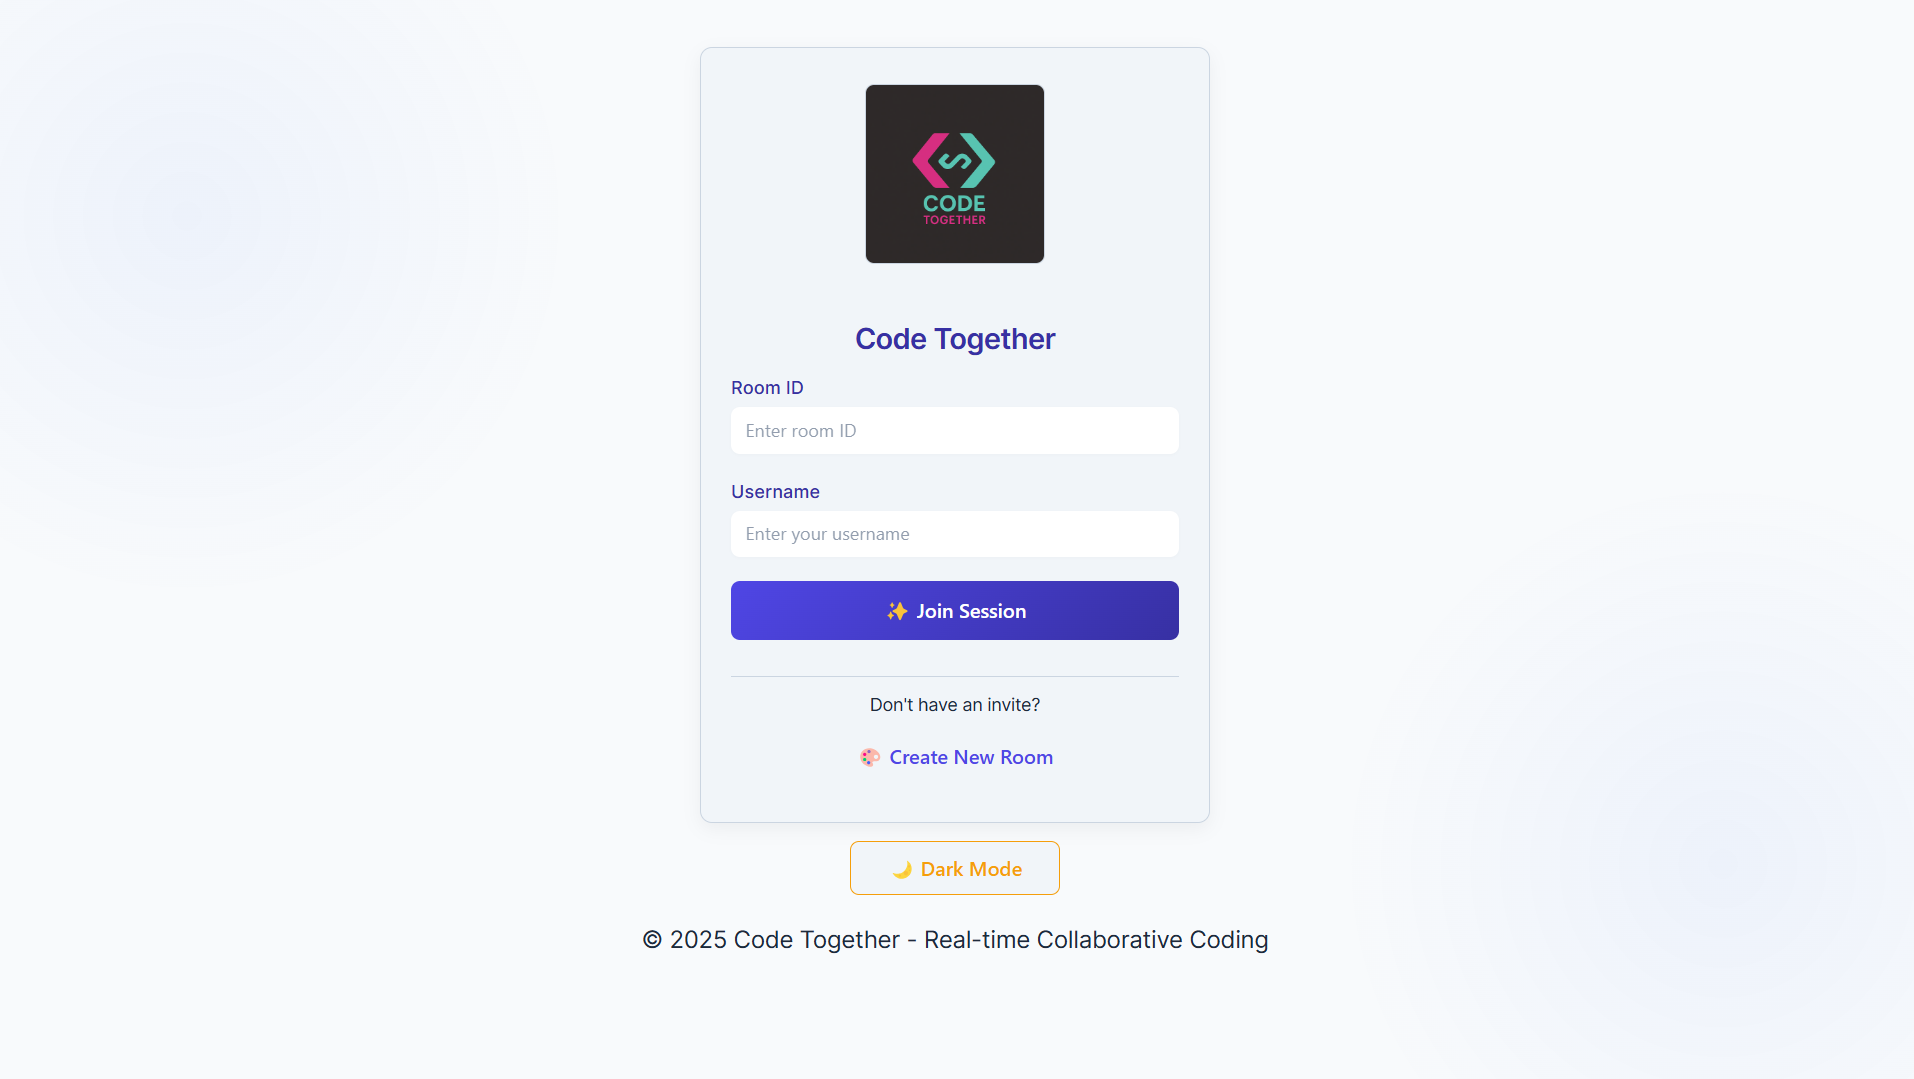 CODE
TOGETHER
Code Together
Room ID
Enter room ID
Username
Enter your username
✨ Join Session
Don't have an invite?
🎨 Create New Room
🌙 Dark Mode
© 2025 Code Together - Real-time Collaborative Coding